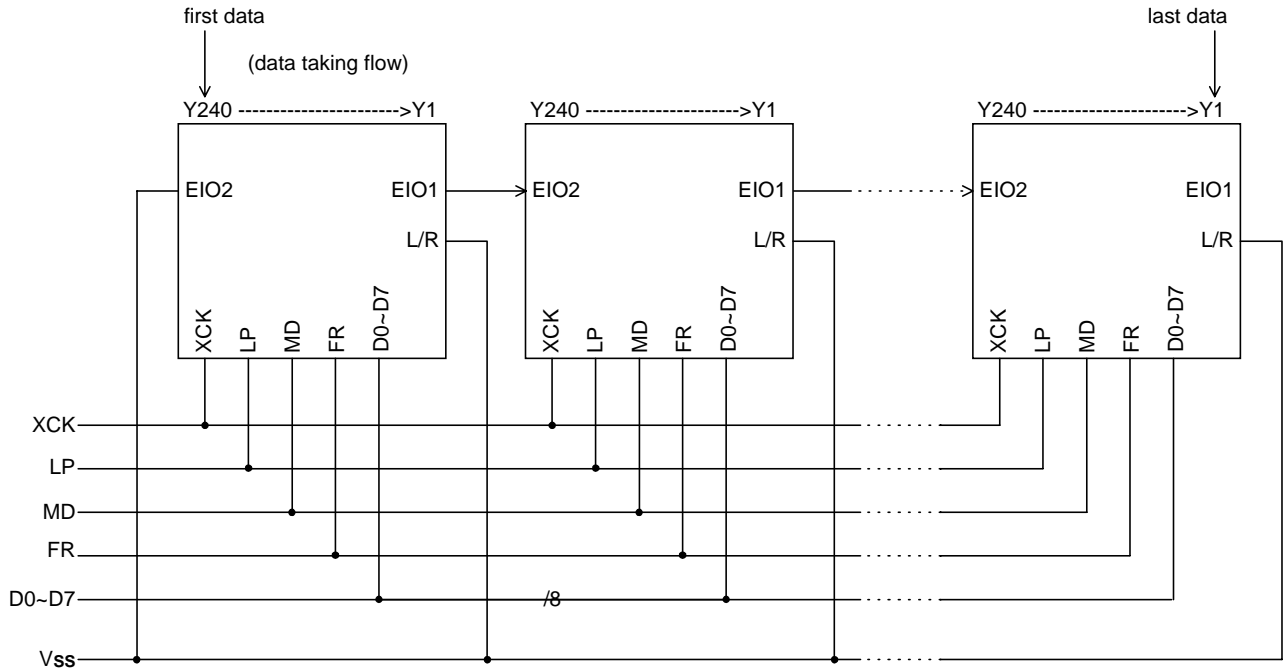 first data
last data
(data taking flow)
Y240 ---------------------->Y1
Y240 ---------------------->Y1
Y240 ---------------------->Y1
EIO2
EIO1
EIO2
EIO1
EIO2
EIO1
L/R
L/R
L/R
XCK
LP
MD
FR
D0~D7
XCK
LP
MD
FR
D0~D7
XCK
LP
MD
FR
D0~D7
XCK
LP
MD
FR
D0~D7
/8
Vss